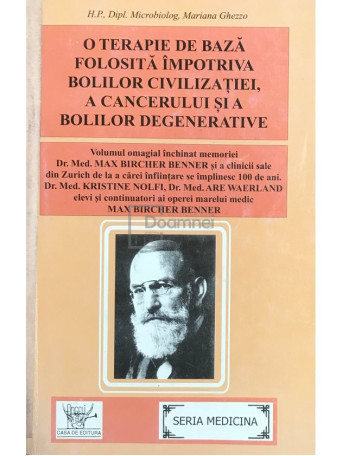 H.P., Dipl. Microbiolog, Mariana Ghezzo
O TERAPIE DE BAZĂ
FOLOSITĂ ÎMPOTRIVA
BOLILOR CIVILIZAȚIEI,
A CANCERULUI ȘI A
BOLILOR DEGENERATIVE
Volumul omagial închinat memoriei
Dr. Med. MAX BIRCHER BENNER și a clinicii sale
din Zurich de la a cărei înființare se împlinesc 100 de ani.
Dr. Med. KRISTINE NOLFI, Dr. Med. ARE WAERLAND
elevi și continuatori ai operei marelui medic
MAX BIRCHER BENNER
CASA DE EDITURA
SERIA MEDICINA